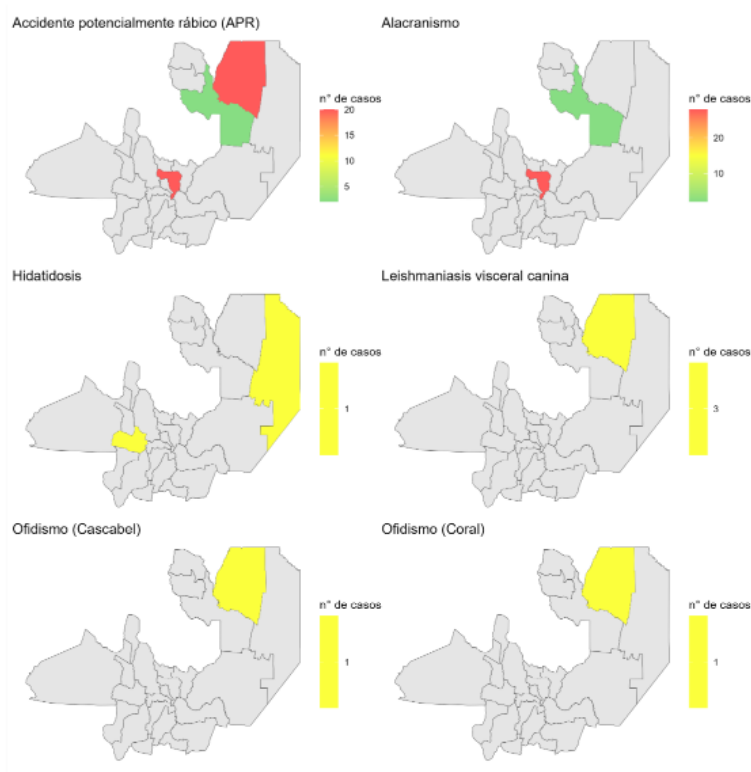 Accidente potencialmente rábico (APR)
n° de casos
20
15
10
5
Alacranismo
n° de casos
20
10
Hidatidosis
n° de casos
1
Leishmaniasis visceral canina
n° de casos
3
Ofidismo (Cascabel)
n° de casos
1
Ofidismo (Coral)
n° de casos
1